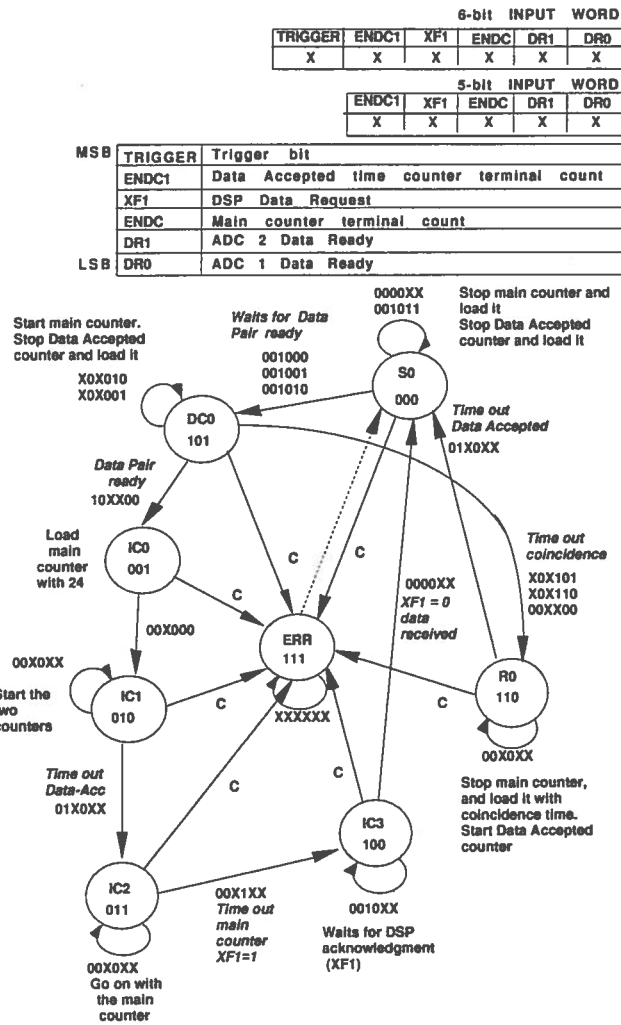 6-bit INPUT WORD
TRIGGER ENDC1 XF1 ENDC DR1 DR0
X X X X X X
5-bit INPUT WORD
ENDC1 XF1 ENDC DR1 DR0
X X X X X
MSB TRIGGER Trigger bit
ENDC1 Data Accepted time counter terminal count
XF1 DSP Data Request
ENDC Main counter terminal count
DR1 ADC 2 Data Ready
LSB DR0 ADC 1 Data Ready
0000XX
001011
Stop main counter and
load it
Stop Data Accepted
counter and load it
Start main counter.
Stop Data Accepted
counter and load it
Waits for Data
Pair ready
001000
001001
001010
X0X010
X0X001
S0
000
DC0
101
Time out
Data Accepted
01X0XX
Data Pair
ready
10XX00
Load
main
counter
with 24
IC0
001
C
C
C
Time out
coincidence
X0X101
X0X110
00XX00
0000XX
XF1 = 0
data
received
00X000
ERR
111
XXXXXX
00X0XX
Start the
two
counters
IC1
010
C
C
R0
110
00X0XX
Time out
Data-Acc
01X0XX
C
C
Stop main counter,
and load it with
coincidence time.
Start Data Accepted
counter
IC2
011
00X1XX
Time out
main
counter
XF1=1
IC3
100
0010XX
Waits for DSP
acknowledgment
(XF1)
00X0XX
Go on with
the main
counter